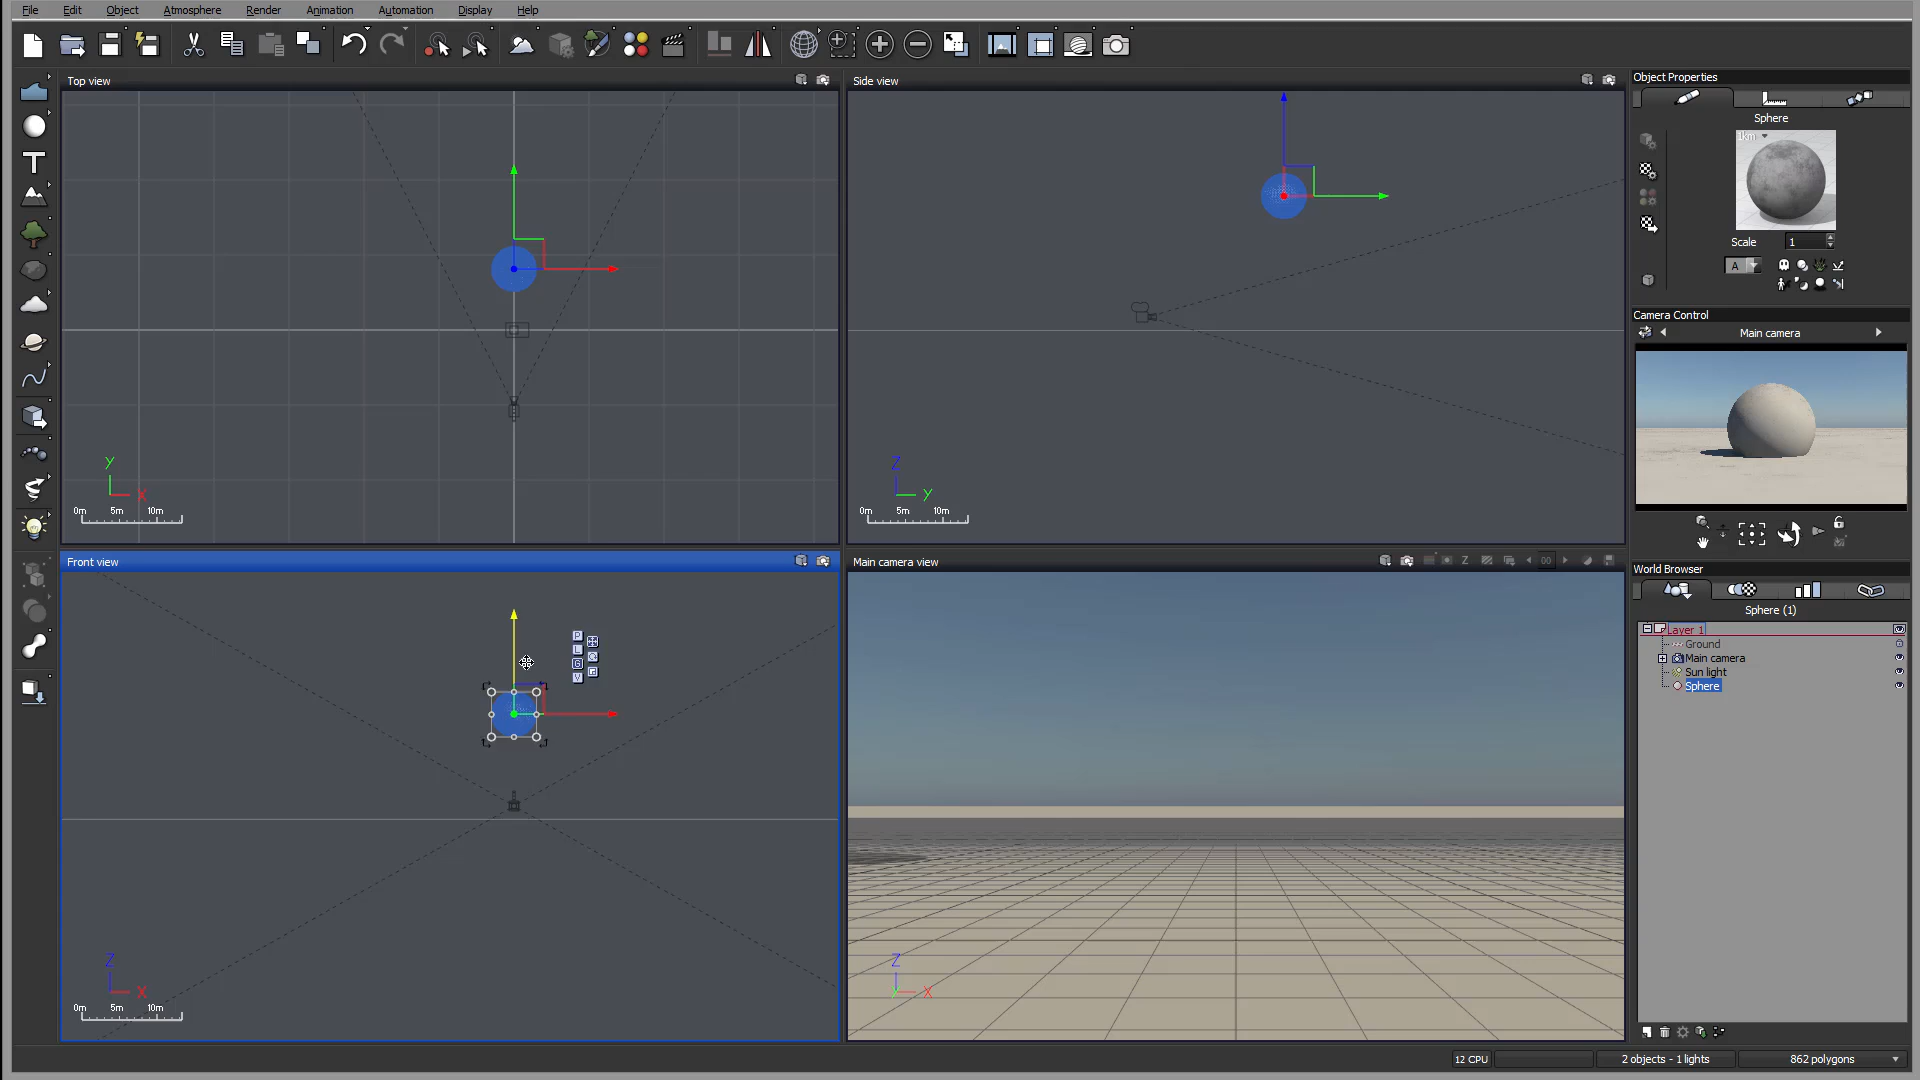 File Edit Object Atmosphere Render Animation Automation Display Help
Top view
Side view
Object Properties
Sphere
1km
Scale 1
A
Camera Control
Main camera
Y
X
0m 5m 10m
Z
Y
0m 5m 10m
Front view
Main camera view
Z
00
World Browser
Sphere (1)
Layer 1
Ground
Main camera
Sun light
Sphere
P
L
G
V
Z
X
0m 5m 10m
Z
Y
X
12 CPU
2 objects - 1 lights
862 polygons